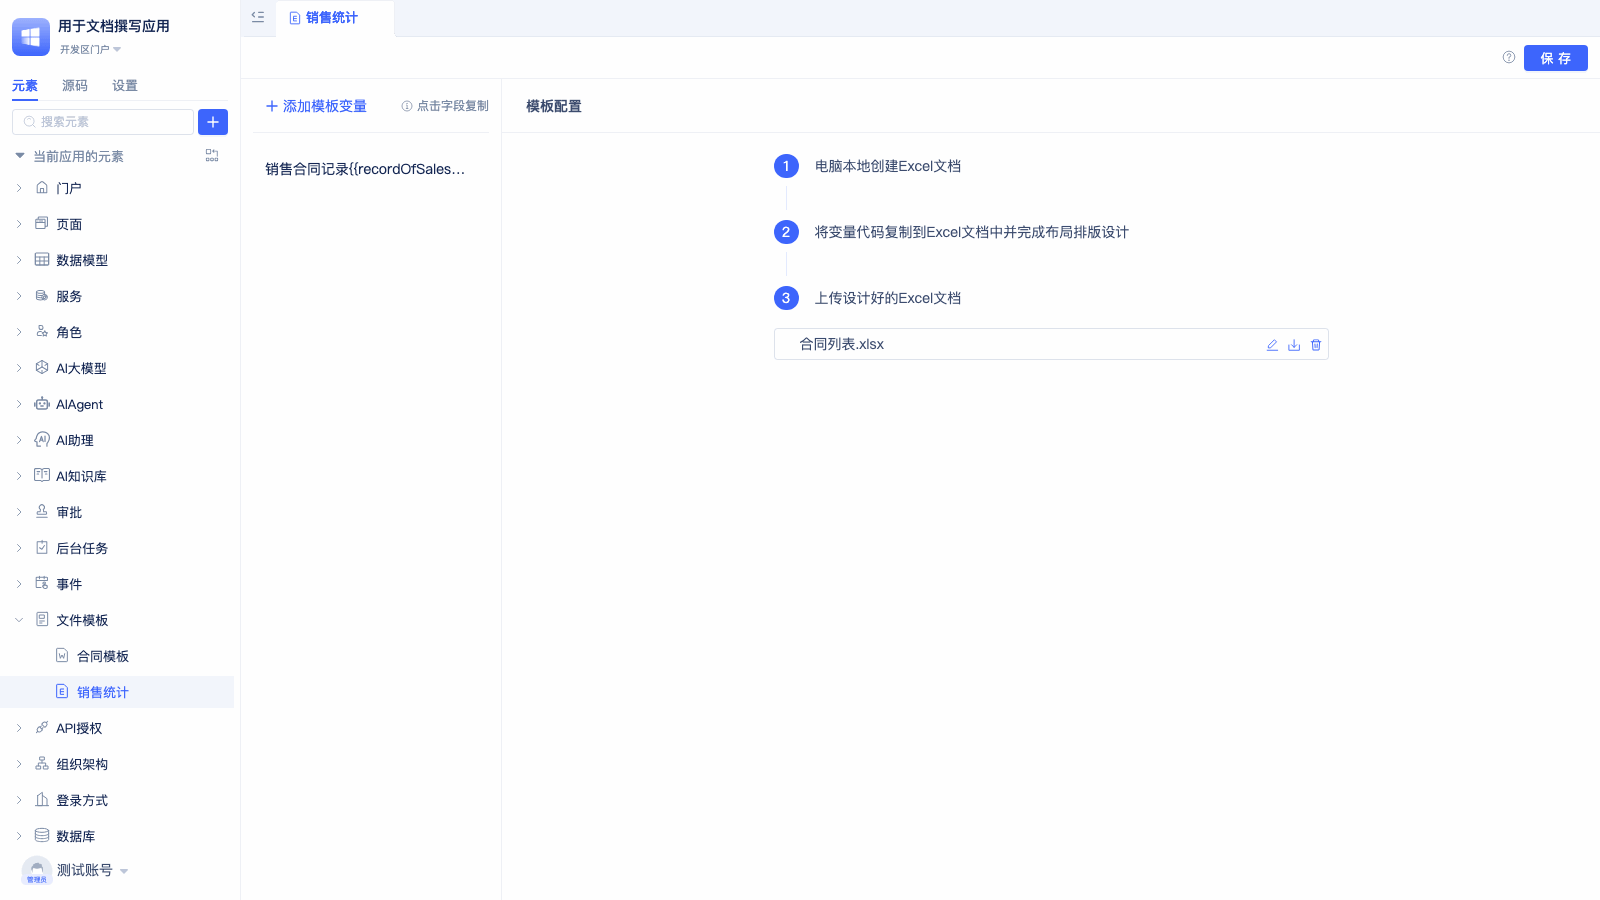 用于文档撰写应用
开发区门户
元素
源码
设置
搜索元素
当前应用的元素
门户
页面
数据模型
服务
角色
AI大模型
AIAgent
AI助理
AI知识库
审批
后台任务
事件
文件模板
合同模板
销售统计
API授权
组织架构
登录方式
数据库
管理员
测试账号
销售统计
保 存
添加模板变量
点击字段复制
销售合同记录{{recordOfSales...
模板配置
1 电脑本地创建Excel文档
2 将变量代码复制到Excel文档中并完成布局排版设计
3 上传设计好的Excel文档
合同列表.xlsx